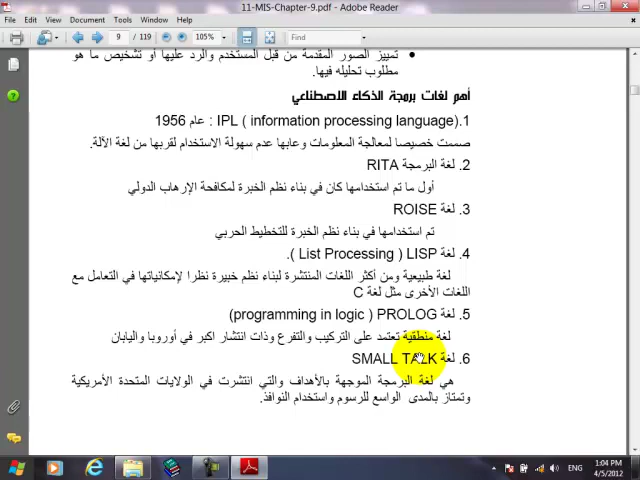 11-MIS-Chapter-9.pdf - Adobe Reader
File Edit View Document Tools Window Help
9 / 119 105% Find
تمييز الصور المقدمة من قبل المستخدم والرد عليها أو تشخيص ما هو
مطلوب تحليله فيها.
أهم لغات برمجة الذكاء الاصطناعي
1.IPL ( information processing language) : عام 1956
صممت خصيصا لمعالجة المعلومات وعابها عدم سهولة الاستخدام لقربها من لغة الآلة.
2. لغة البرمجة RITA
أول ما تم استخدامها كان في بناء نظم الخبرة لمكافحة الإرهاب الدولي
3. لغة ROISE
تم استخدامها في بناء نظم الخبرة للتخطيط الحربي
4. لغة LISP ( List Processing ).
لغة طبيعية ومن أكثر اللغات المنتشرة لبناء نظم خبيرة نظرا لإمكانياتها في التعامل مع
اللغات الأخرى مثل لغة C
5. لغة PROLOG ( programming in logic)
لغة منطقية تعتمد على التركيب والتفرع وذات انتشار اكبر في أوروبا واليابان
6. لغة SMALL TALK
هي لغة البرمجة الموجهة بالأهداف والتي انتشرت في الولايات المتحدة الأمريكية
وتمتاز بالمدى الواسع للرسوم واستخدام النوافذ.
ENG 1:04 PM
4/5/2012